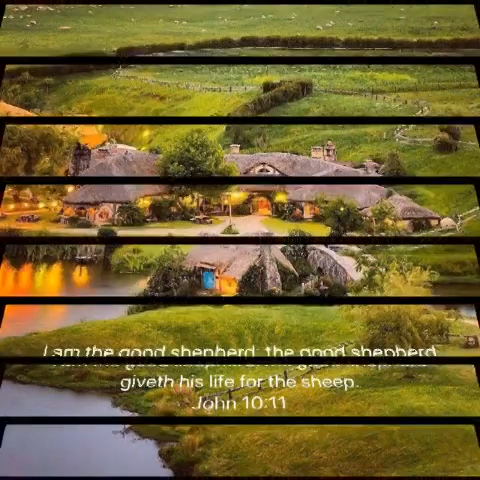 I am the good shepherd, the good shepherd
giveth his life for the sheep.
John 10:11